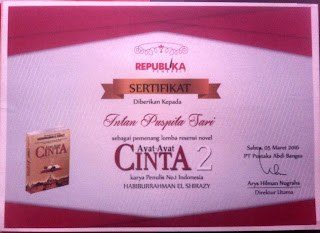 REPUBLIKA
SERTIFIKAT
Diberikan Kepada
Intan Puspita Sari
sebagai pemenang lomba resensi novel
Ayat-Ayat
CINTA 2
karya Penulis No.1 Indonesia
HABIBURRAHMAN EL SHIRAZY
CINTA
Sabtu, 05 Maret 2016
PT Pustaka Abdi Bangsa
Arys Hilman Nugraha
Direktur Utama